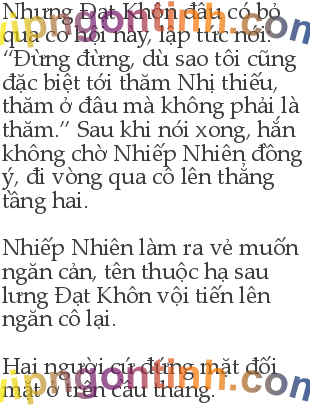 Nhưng Đạt Khôn đâu có bỏ
qua cơ hội này, lập tức nói:
“Đừng đừng, dù sao tôi cũng
đặc biệt tới thăm Nhị thiếu,
thăm ở đâu mà không phải là
thăm.” Sau khi nói xong, hắn
không chờ Nhiếp Nhiên đồng
ý, đi vòng qua cô lên thẳng
tầng hai.
Nhiếp Nhiên làm ra vẻ muốn
ngăn cản, tên thuộc hạ sau
lưng Đạt Khôn vội tiến lên
ngăn cô lại.
Hai người cứ đứng mặt đối
mặt ở trên cầu thang.
vipngontinh.com
vipngontinh.com